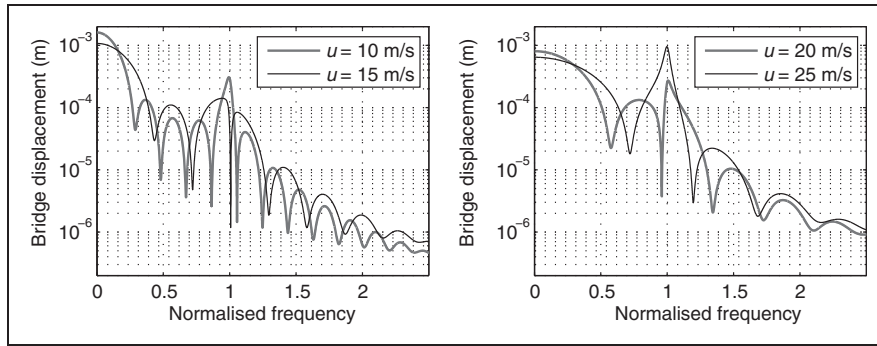 Bridge displacement (m)
10⁻³
10⁻⁴
10⁻⁵
10⁻⁶
u = 10 m/s
u = 15 m/s
0 0.5 1 1.5 2
Normalised frequency
Bridge displacement (m)
10⁻³
10⁻⁴
10⁻⁵
10⁻⁶
u = 20 m/s
u = 25 m/s
0 0.5 1 1.5 2
Normalised frequency